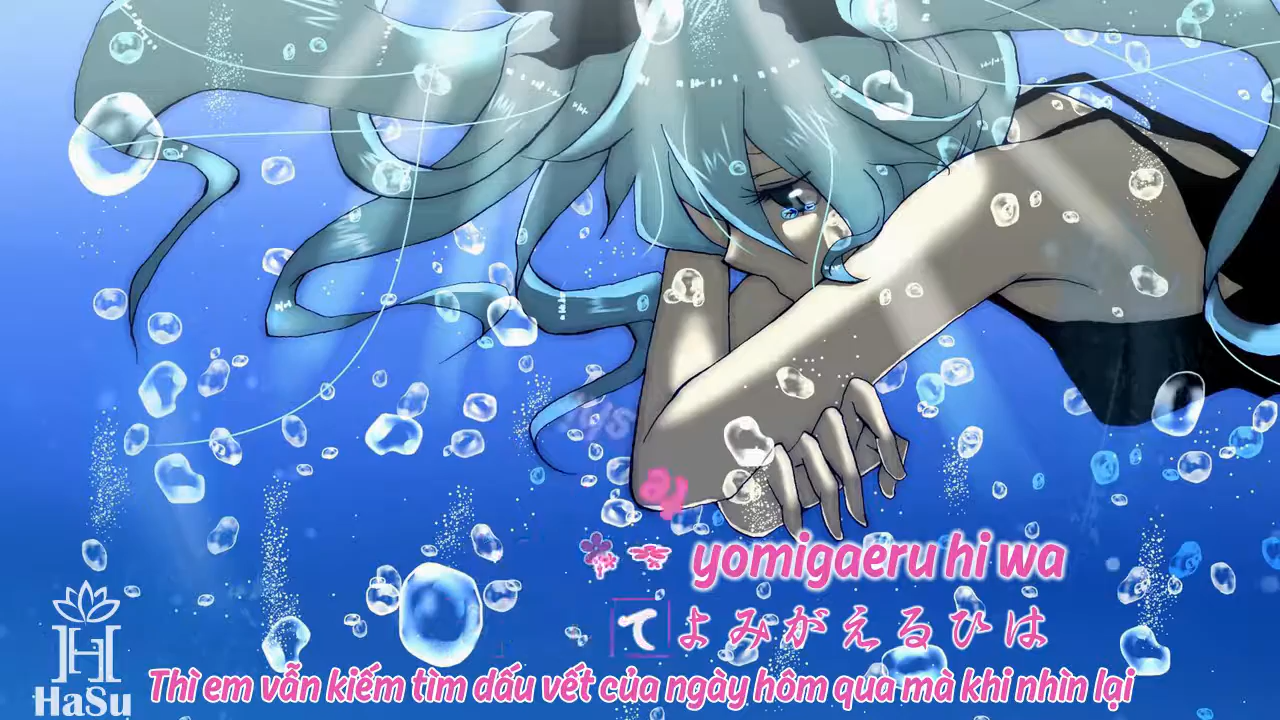 yomigaeru hi wa
てよみがえるひは
Thì em vẫn kiếm tìm dấu vết của ngày hôm qua mà khi nhìn lại
HaSu